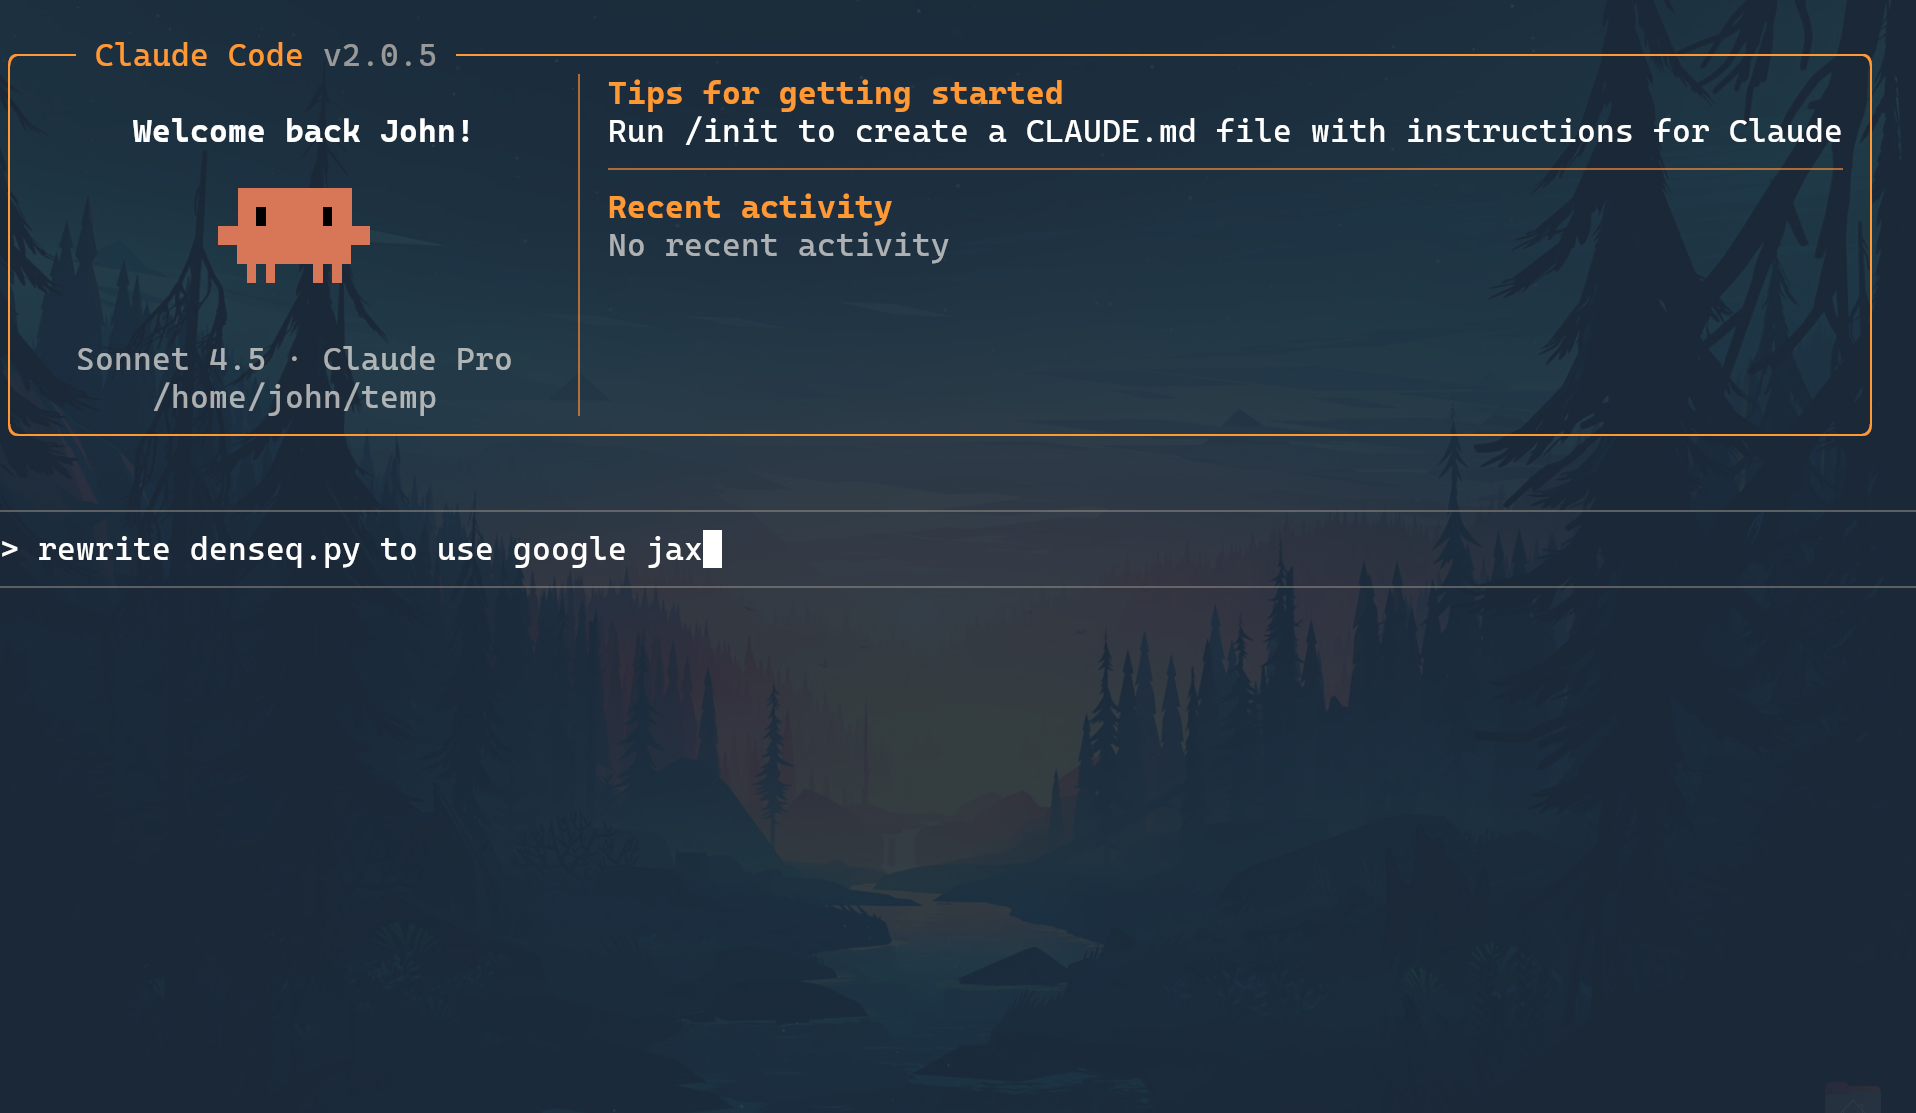 Claude Code v2.0.5
Welcome back John!
Sonnet 4.5 · Claude Pro
/home/john/temp
Tips for getting started
Run /init to create a CLAUDE.md file with instructions for Claude
Recent activity
No recent activity
> rewrite denseq.py to use google jax